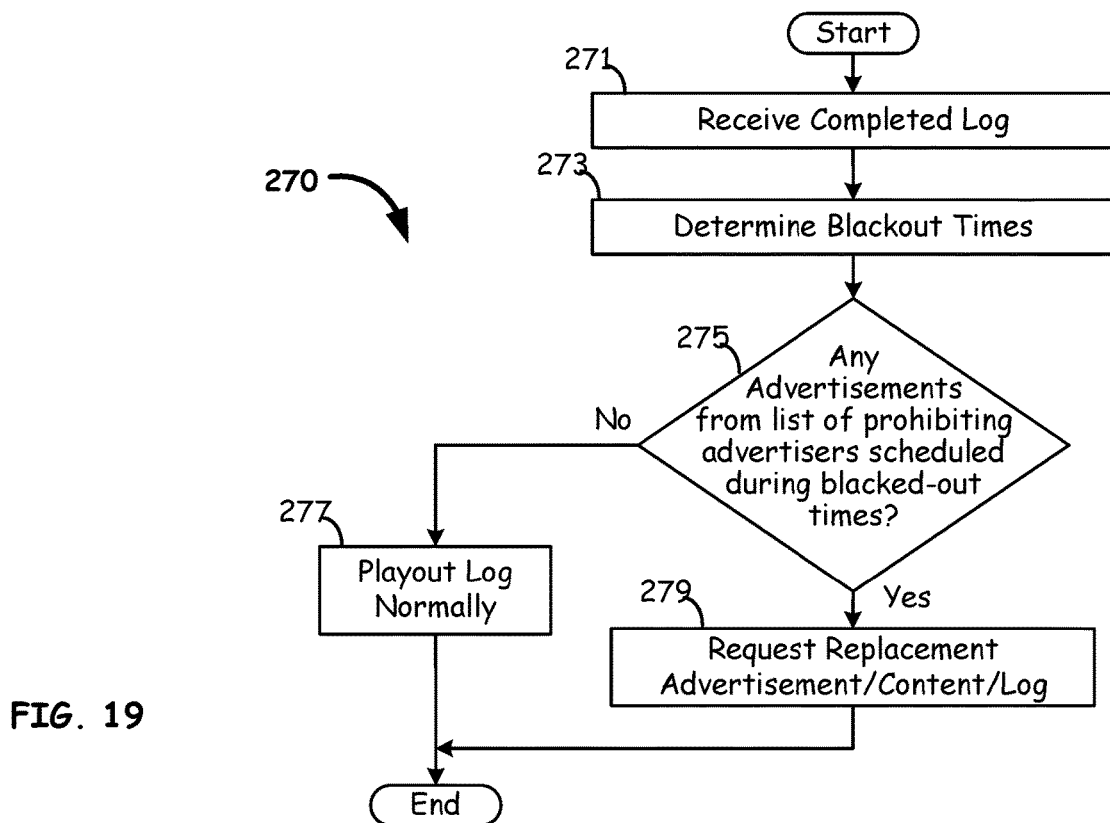 Start
271
Receive Completed Log
273
270
Determine Blackout Times
275
Any
Advertisements
from list of prohibiting
advertisers scheduled
during blacked-out
times?
No
277
Playout Log
Normally
Yes
279
Request Replacement
Advertisement/Content/Log
FIG. 19
End